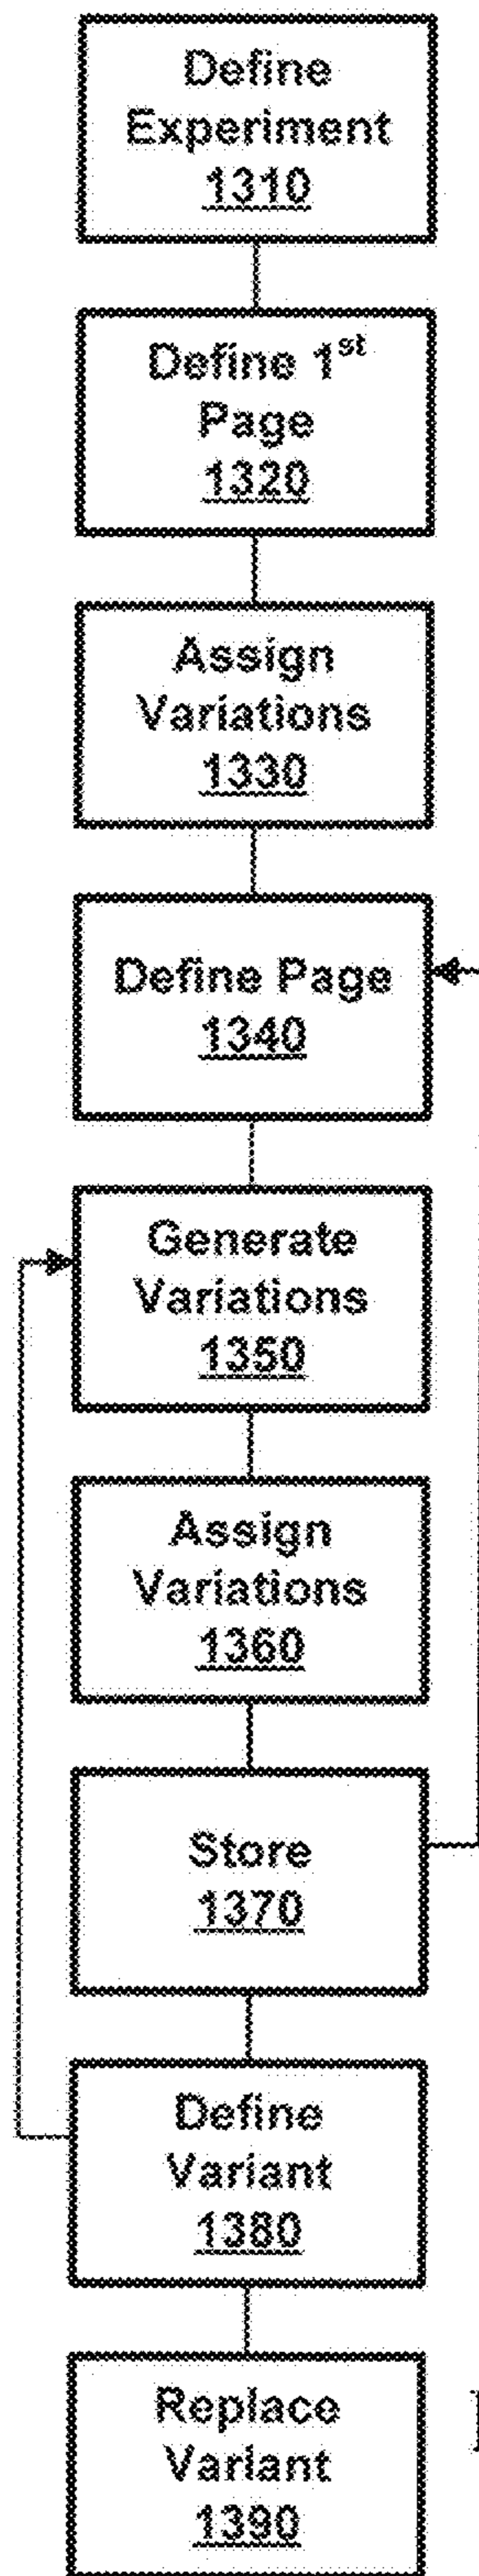 Define
Experiment
1310
Define 1st
Page
1320
Assign
Variations
1330
Define Page
1340
Generate
Variations
1350
Assign
Variations
1360
Store
1370
Define
Variant
1380
Replace
Variant
1390